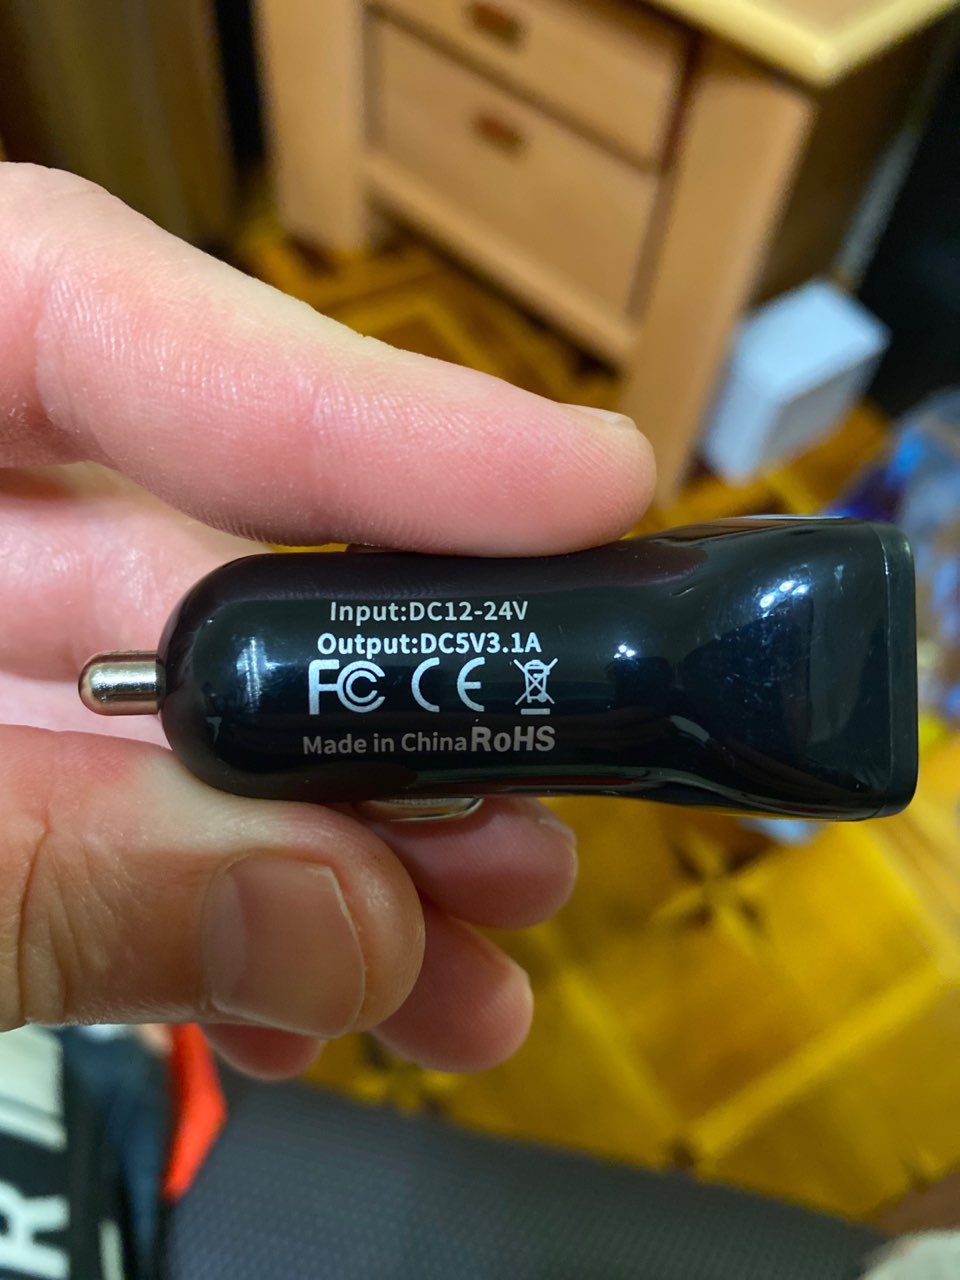 Input:DC12-24V
Output:DC5V3.1A
FC CE
Made in China RoHS
R